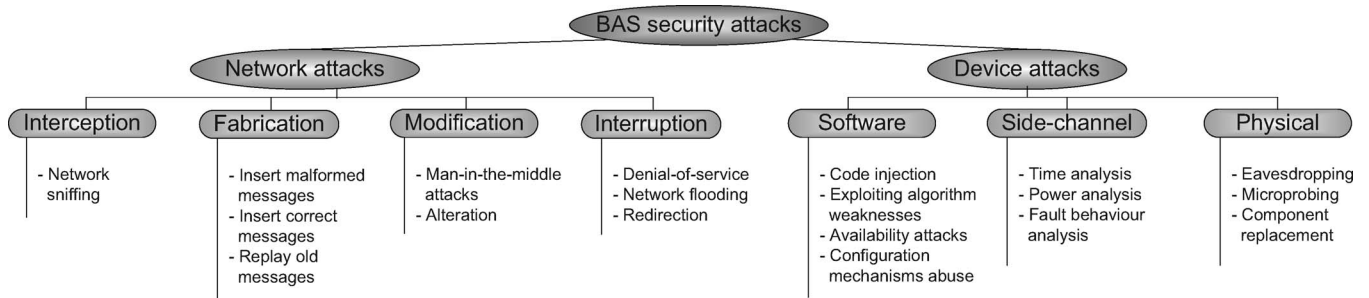 BAS security attacks
Network attacks
Device attacks
Interception
Fabrication
Modification
Interruption
Software
Side-channel
Physical
- Network
sniffing
- Insert malformed
messages
- Insert correct
messages
- Replay old
messages
- Man-in-the-middle
attacks
- Alteration
- Denial-of-service
- Network flooding
- Redirection
- Code injection
- Exploiting algorithm
weaknesses
- Availability attacks
- Configuration
mechanisms abuse
- Time analysis
- Power analysis
- Fault behaviour
analysis
- Eavesdropping
- Microprobing
- Component
replacement